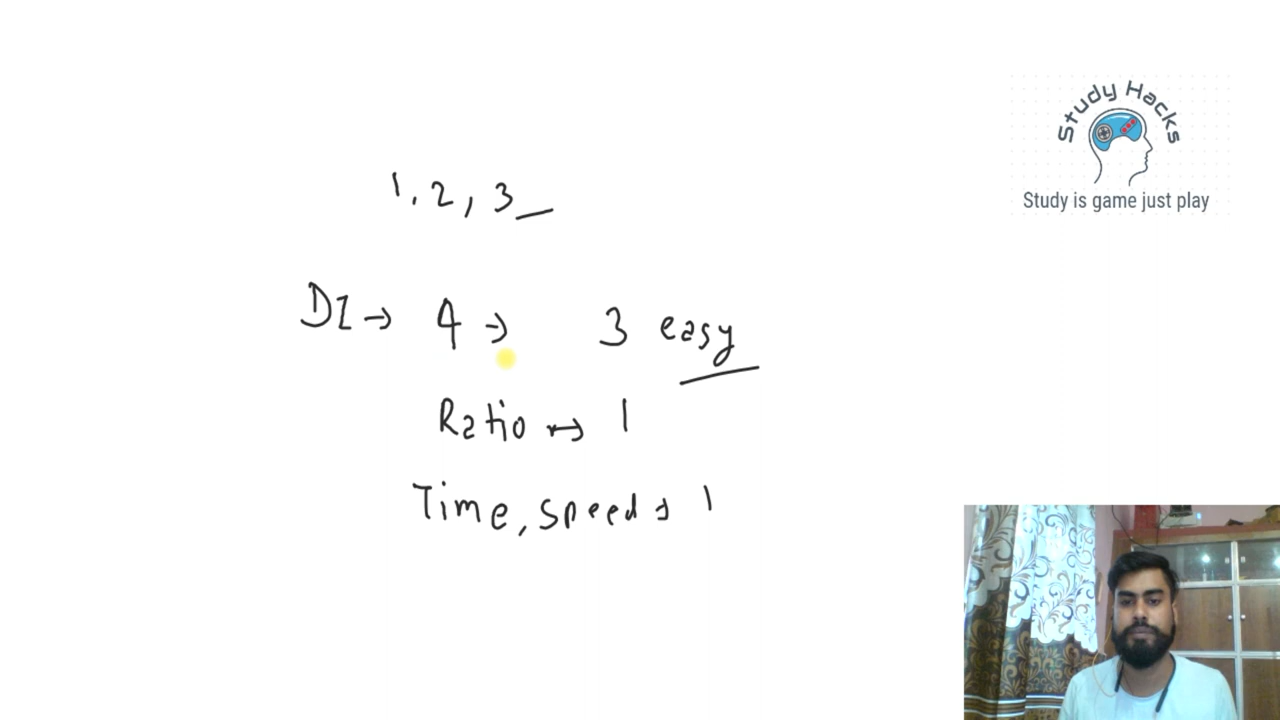 Study Hacks
Study is game just play
1, 2, 3
DI → 4 → 3 easy
Ratio → 1
Time, speed → 1